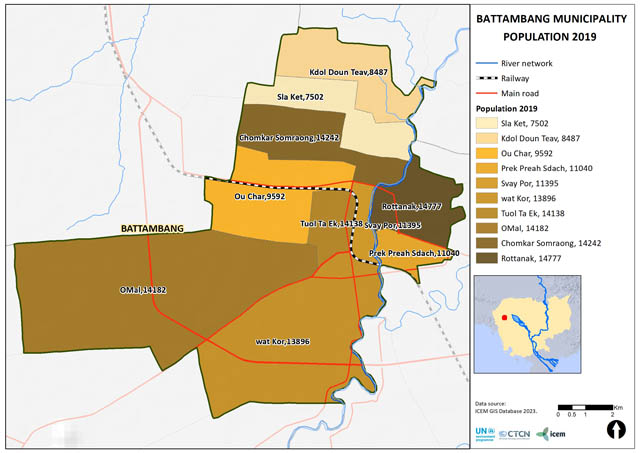 BATTAMBANG MUNICIPALITY
POPULATION 2019
River network
Railway
Main road
Population 2019
Sla Ket, 7502
Kdol Doun Teav, 8487
Ou Char, 9592
Prek Preah Sdach, 11040
Svay Por, 11395
wat Kor, 13896
Tuol Ta Ek, 14138
OMal, 14182
Chomkar Somraong, 14242
Rottanak, 14777
Kdol Doun Teav,8487
Sla Ket,7502
Chomkar Somraong,14242
Ou Char,9592
Rottanak,14777
Tuol Ta Ek,14138
Svay Por,11395
BATTAMBANG
Prek Preah Sdach,11040
OMal,14182
wat Kor,13896
Data source:
ICEM GIS Database 2023.
0 0.5 1 2 Km
UN
environment
programme
CTCN
icem